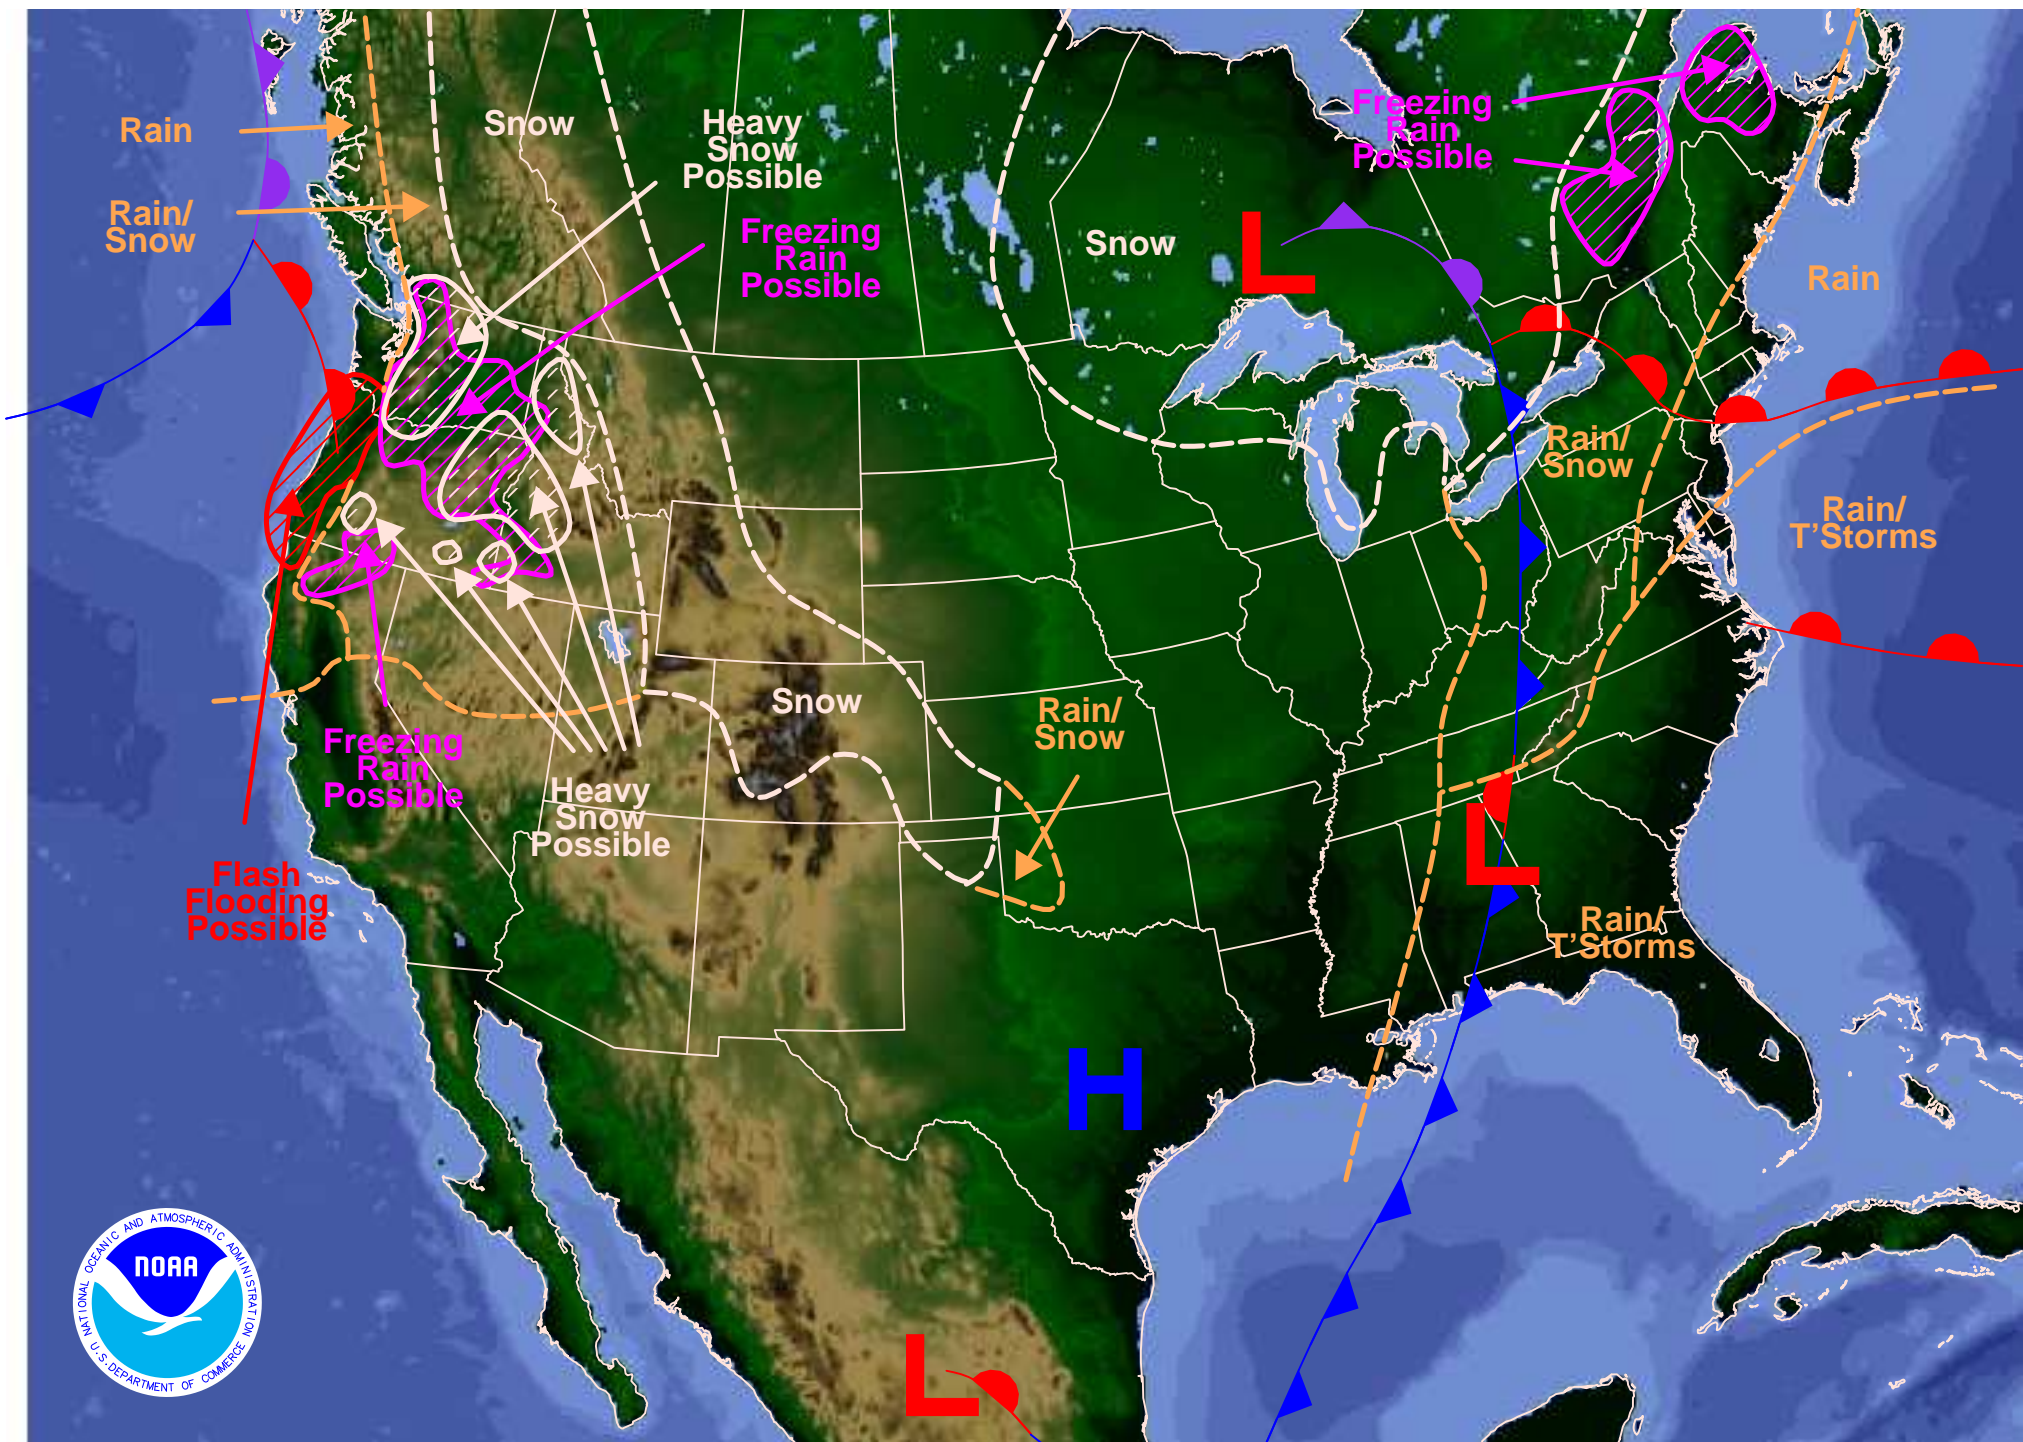 Rain
Rain/
Snow
Snow
Heavy
Snow
Possible
Freezing
Rain
Possible
Snow
L
Freezing
Rain
Possible
Rain
Rain/
Snow
Rain/
T'Storms
Snow
Rain/
Snow
Freezing
Rain
Possible
Heavy
Snow
Possible
Flash
Flooding
Possible
L
Rain/
T'Storms
H
L
NATIONAL OCEANIC AND ATMOSPHERIC ADMINISTRATION
NOAA
U.S. DEPARTMENT OF COMMERCE